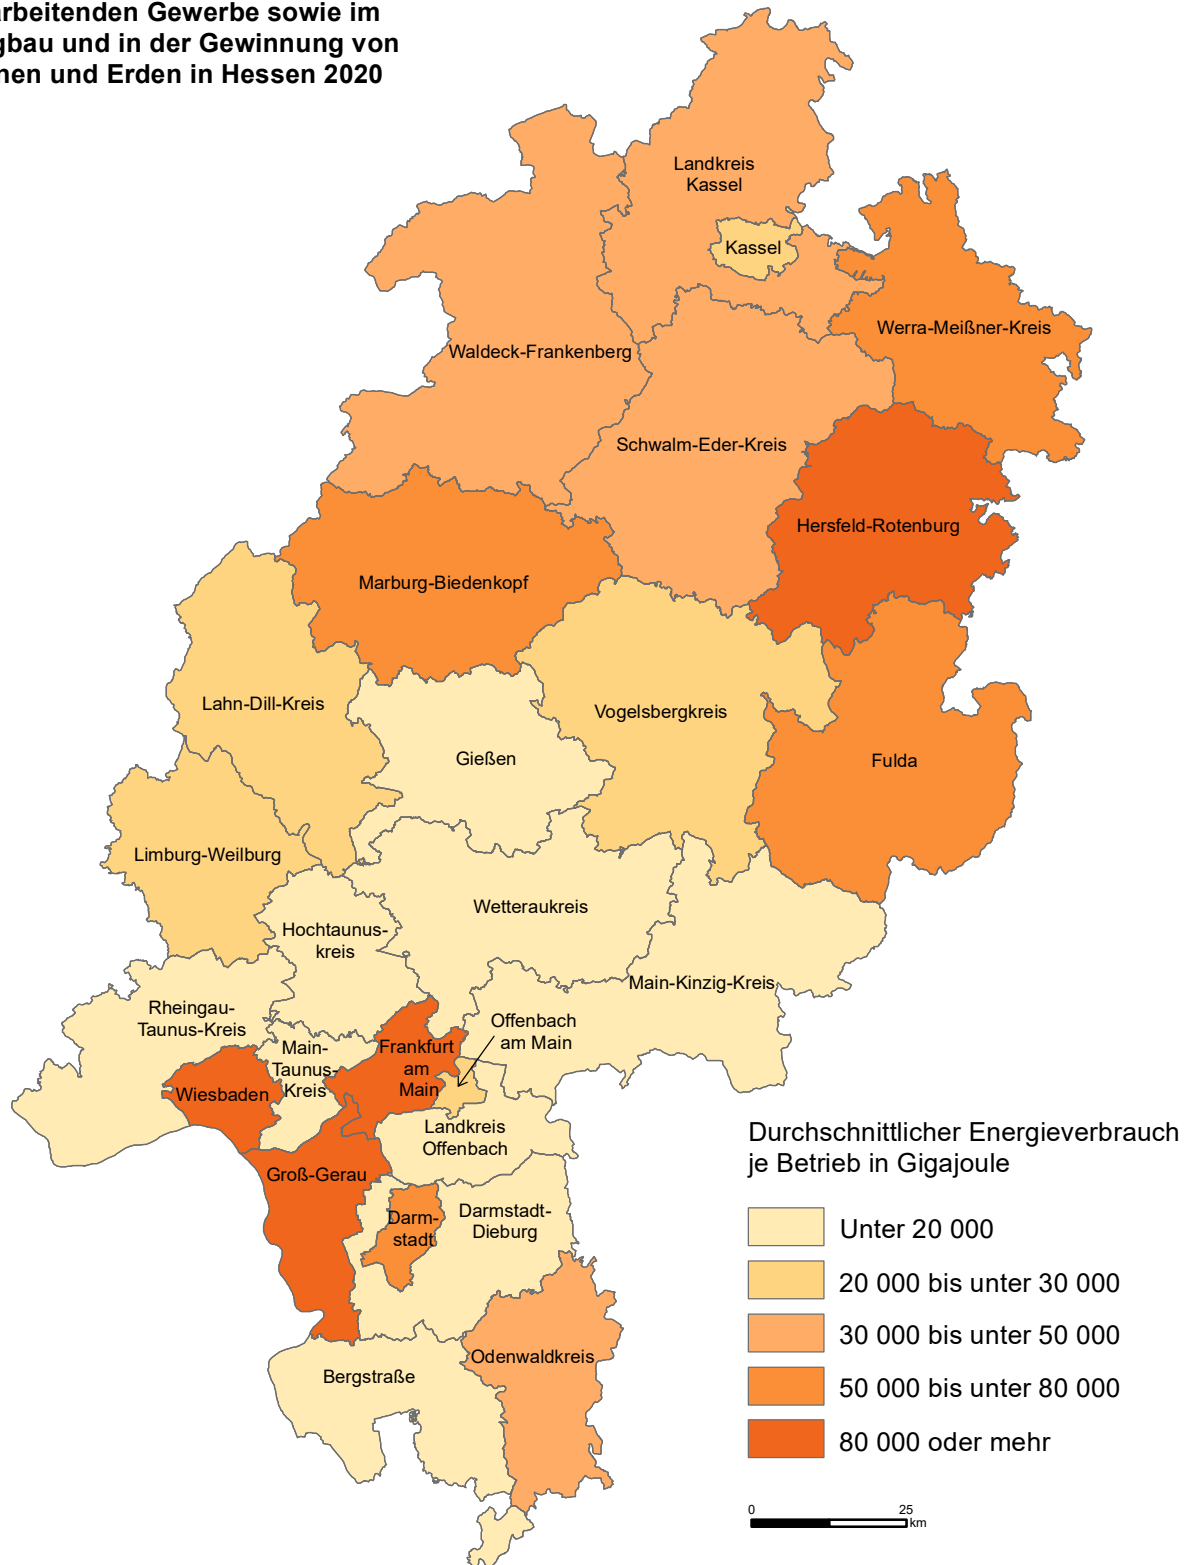 arbeitenden Gewerbe sowie im
gbau und in der Gewinnung von
nen und Erden in Hessen 2020
Landkreis
Kassel
Kassel
Werra-Meißner-Kreis
Waldeck-Frankenberg
Schwalm-Eder-Kreis
Hersfeld-Rotenburg
Marburg-Biedenkopf
Lahn-Dill-Kreis
Vogelsbergkreis
Gießen
Fulda
Limburg-Weilburg
Wetteraukreis
Hochtaunus-
kreis
Main-Kinzig-Kreis
Rheingau-
Taunus-Kreis
Offenbach
am Main
Main-
Taunus-
Kreis
Frankfurt
am
Main
Wiesbaden
Landkreis
Offenbach
Groß-Gerau
Darm-
stadt
Darmstadt-
Dieburg
Odenwaldkreis
Bergstraße
Durchschnittlicher Energieverbrauch
je Betrieb in Gigajoule
Unter 20 000
20 000 bis unter 30 000
30 000 bis unter 50 000
50 000 bis unter 80 000
80 000 oder mehr
0 25
km